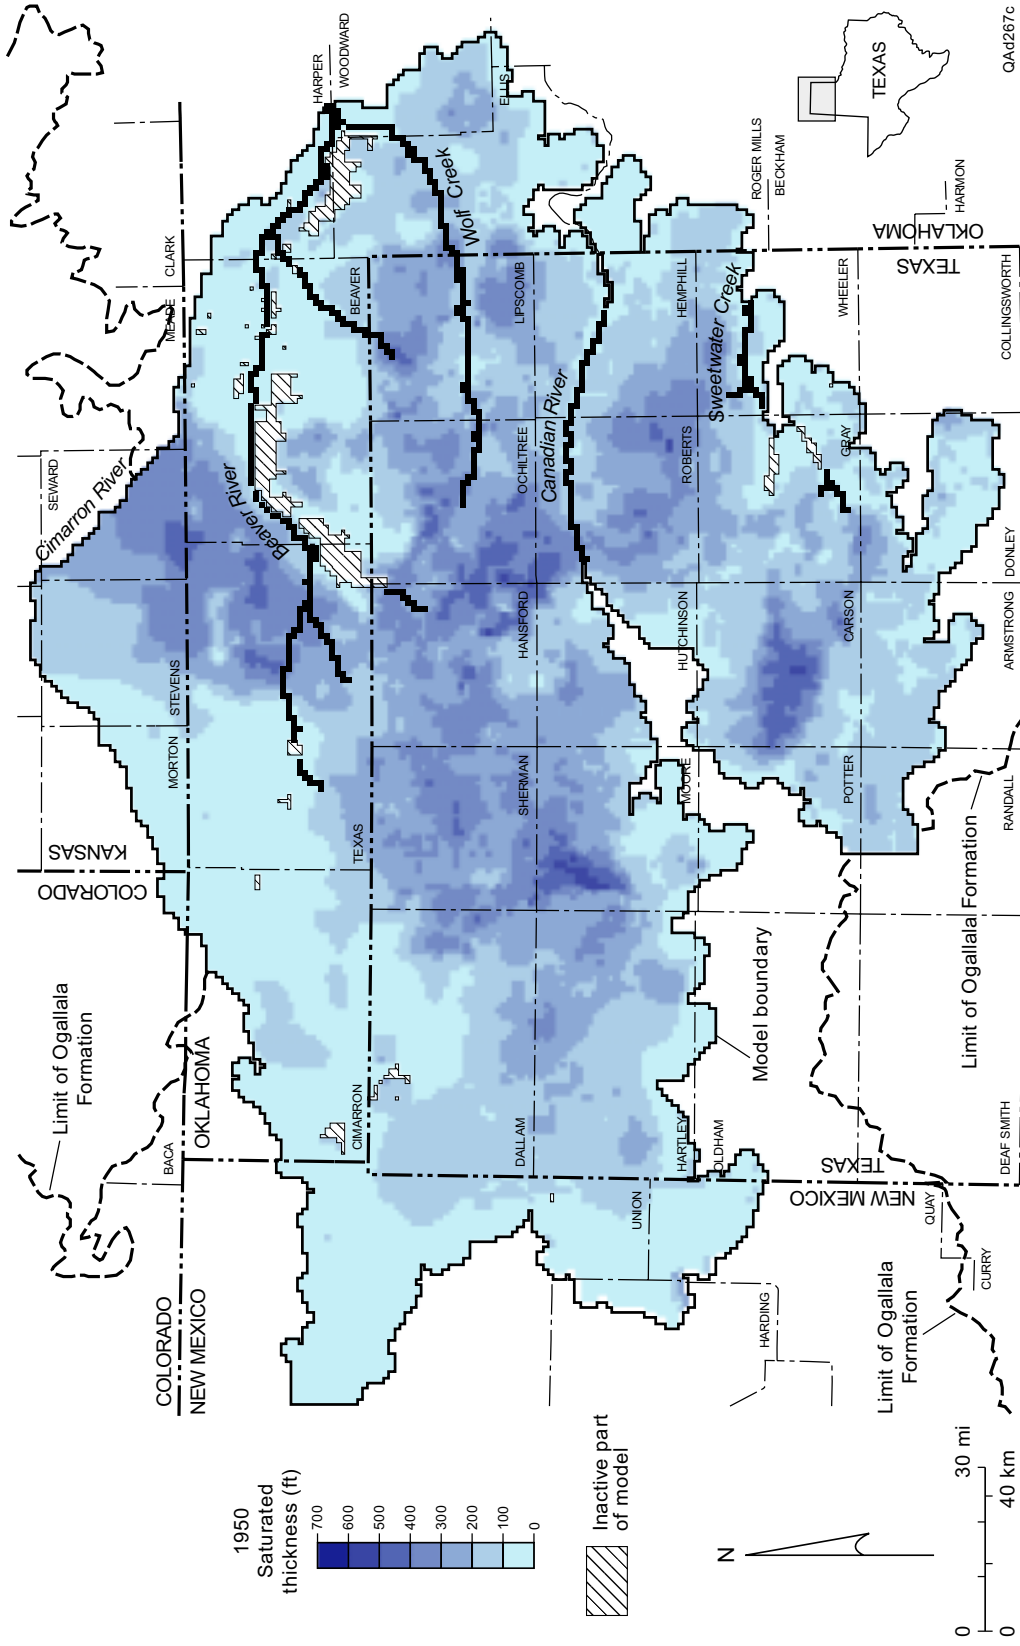 COLORADO
NEW MEXICO
BACA
OKLAHOMA
Limit of Ogallala
Formation
COLORADO
KANSAS
MORTON
STEVENS
SEWARD
Cimarron River
MEADE
CLARK
HARPER
WOODWARD
ELLIS
CIMARRON
TEXAS
Beaver River
BEAVER
Wolf Creek
DALLAM
SHERMAN
HANSFORD
OCHILTREE
LIPSCOMB
Canadian River
UNION
HARTLEY
OLDHAM
MOORE
HUTCHINSON
ROBERTS
HEMPHILL
Sweetwater Creek
ROGER MILLS
BECKHAM
HARDING
NEW MEXICO
TEXAS
Model boundary
POTTER
CARSON
GRAY
WHEELER
TEXAS
OKLAHOMA
HARMON
QUAY
CURRY
DEAF SMITH
Limit of Ogallala
Formation
Limit of Ogallala Formation
RANDALL
ARMSTRONG
DONLEY
COLLINGSWORTH
1950
Saturated
thickness (ft)
700
600
500
400
300
200
100
0
Inactive part
of model
N
0
30 mi
0
40 km
TEXAS
QAd267c